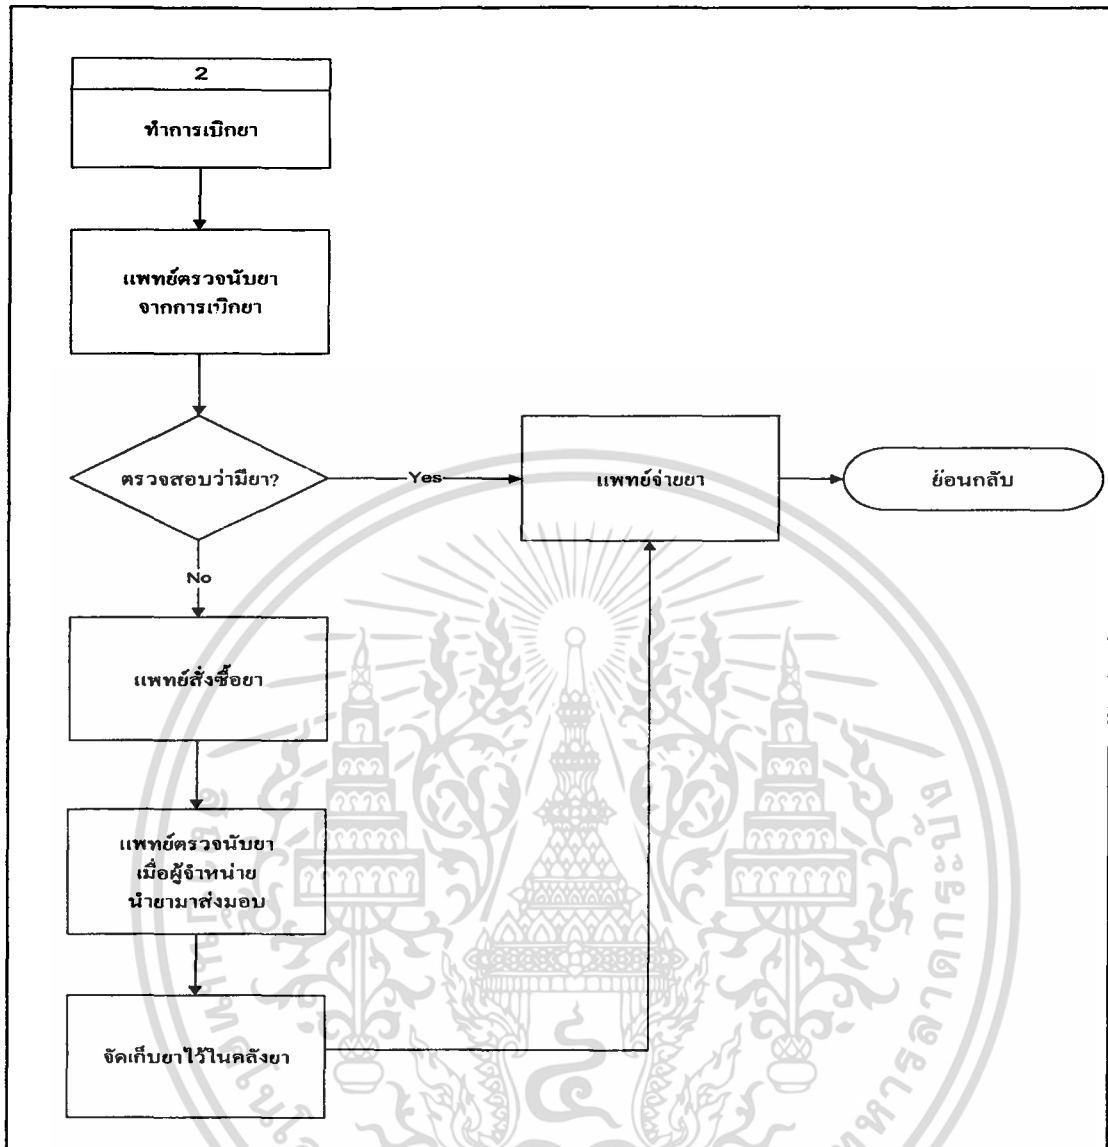 2
ทำการเบิกยา
แพทย์ตรวจนับยา
จากการเบิกยา
ตรวจสอบว่ามียา?
Yes
แพทย์จ่ายยา
ย้อนกลับ
No
แพทย์สั่งซื้อยา
แพทย์ตรวจนับยา
เมื่อผู้จำหน่าย
นำยามาส่งมอบ
จัดเก็บยาไว้ในคลังยา